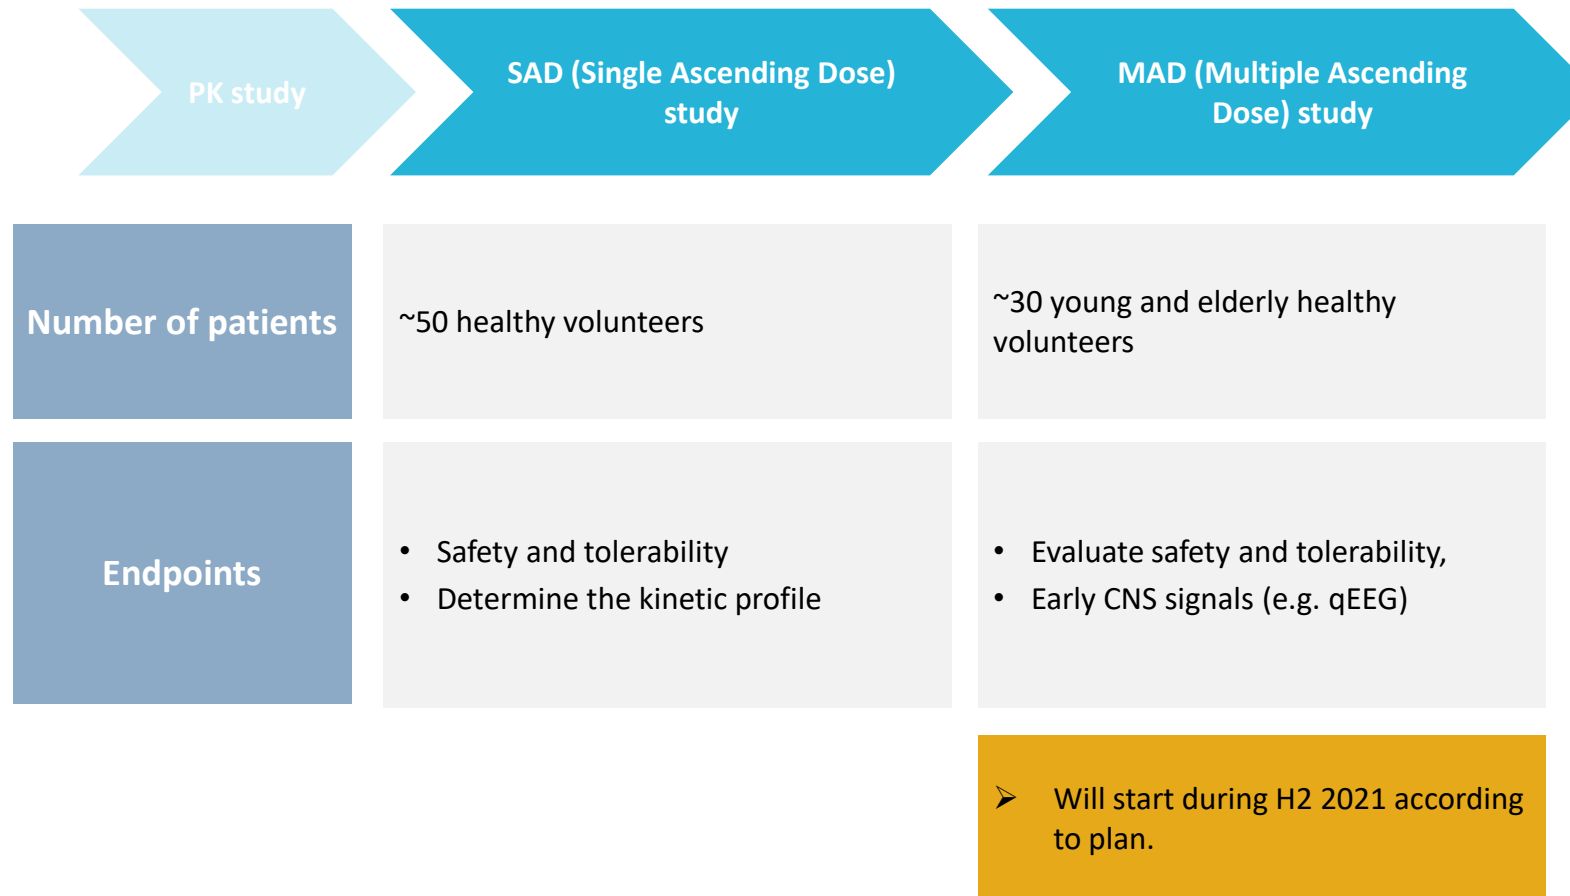 PK study
SAD (Single Ascending Dose)
study
MAD (Multiple Ascending
Dose) study
Number of patients
~50 healthy volunteers
~30 young and elderly healthy
volunteers
Endpoints
• Safety and tolerability
• Determine the kinetic profile
• Evaluate safety and tolerability,
• Early CNS signals (e.g. qEEG)
➢ Will start during H2 2021 according
to plan.